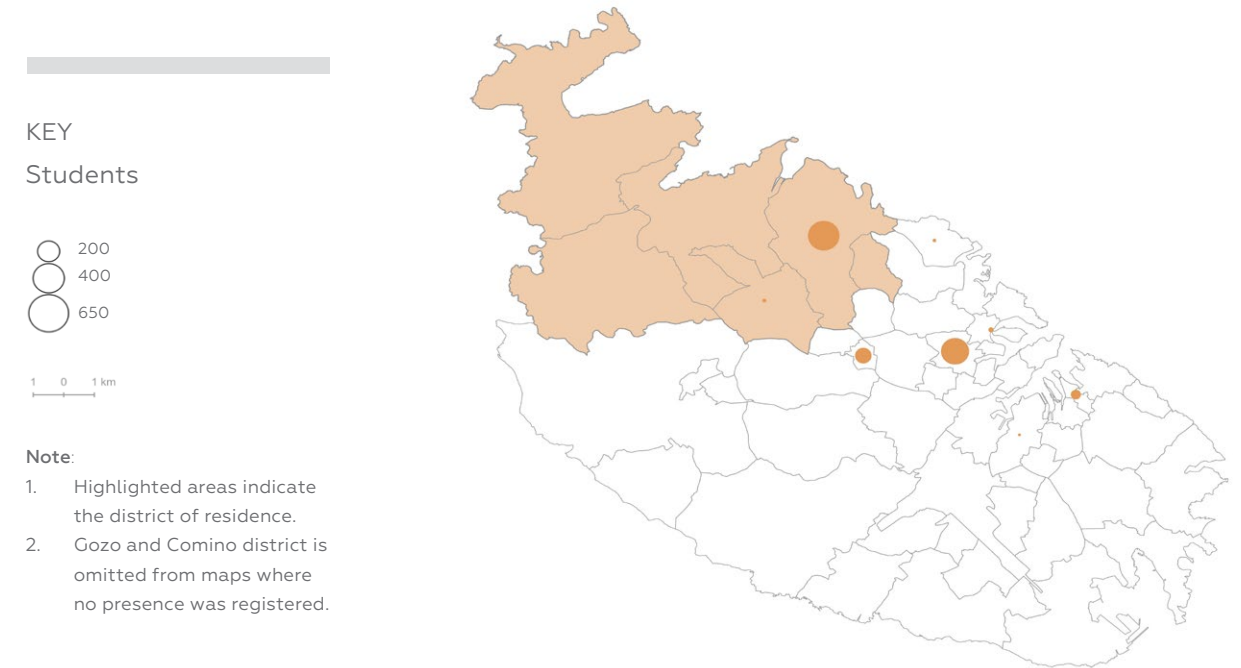 KEY
Students
200
400
650
1 0 1 km
Note:
1. Highlighted areas indicate
the district of residence.
2. Gozo and Comino district is
omitted from maps where
no presence was registered.